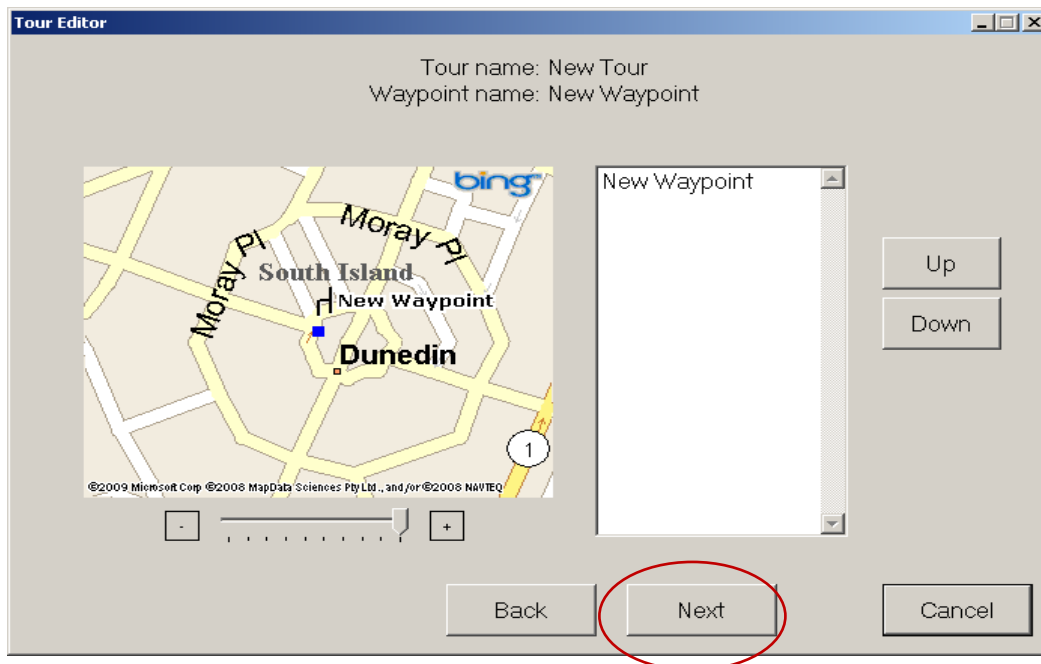 Tour Editor
Tour name: New Tour
Waypoint name: New Waypoint
bing™
Moray Pl
Moray Pl
South Island
New Waypoint
Dunedin
1
©2009 Microsoft Corp ©2008 MapData Sciences Pty Ltd., and/or ©2008 NAVTEQ
-
+
New Waypoint
Up
Down
Back
Next
Cancel